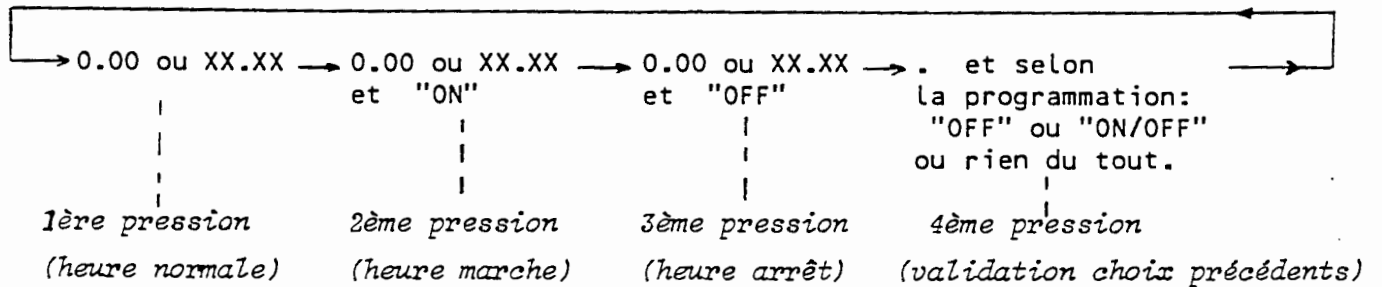 0.00 ou XX.XX 0.00 ou XX.XX 0.00 ou XX.XX . et selon
et "ON" et "OFF" la programmation:
"OFF" ou "ON/OFF"
ou rien du tout.
1ère pression 2ème pression 3ème pression 4ème pression
(heure normale) (heure marche) (heure arrêt) (validation choix précédents)